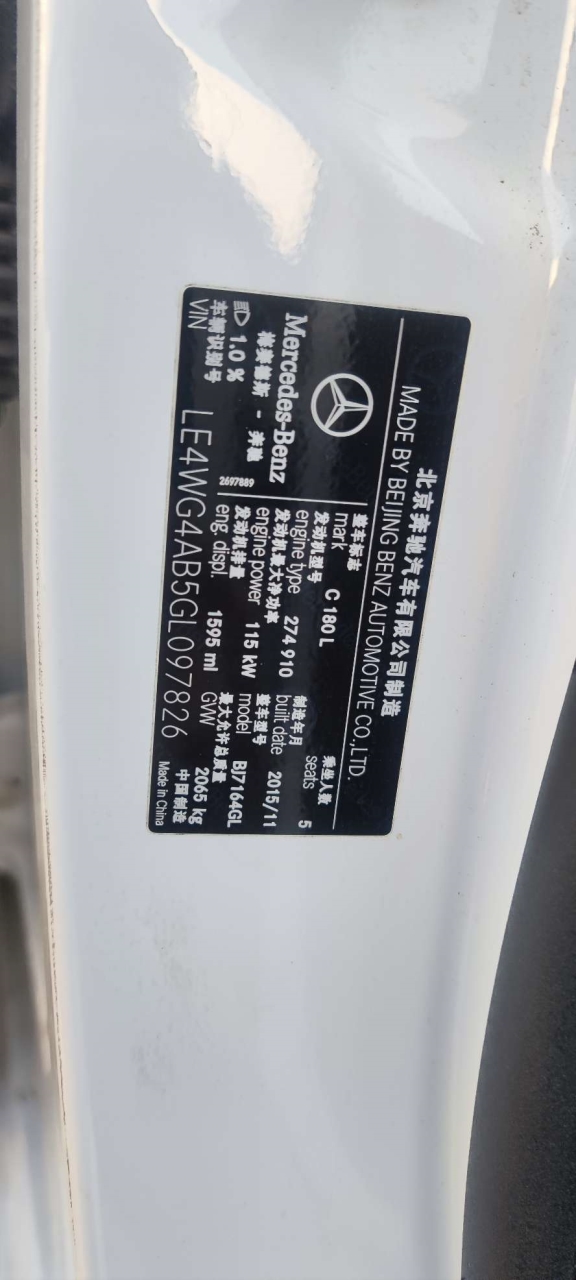 北京奔驰汽车有限公司制造
MADE BY BEIJING BENZ AUTOMOTIVE CO.,LTD.
Mercedes-Benz
梅赛德斯 - 奔驰
1.0 %
2697889
整车标志
mark C 180 L
乘坐人数
seats 5
发动机型号
engine type 274 910
制造年月
built date 2015/11
发动机最大净功率
engine power 115 kW
整车型号
model BJ7164GL
发动机排量
eng. displ. 1595 ml
最大允许总质量
GVW 2065 kg
车辆识别号
VIN LE4WG4AB5GL097826
中国制造
Made in China